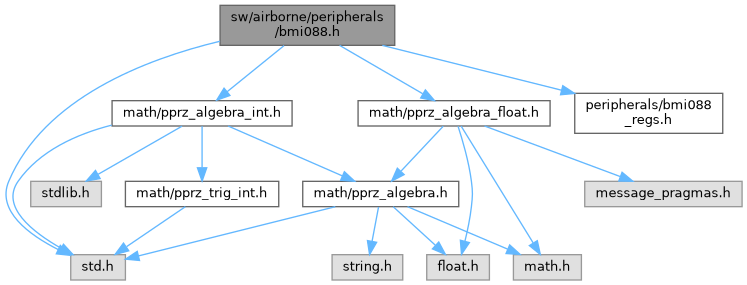 sw/airborne/peripherals
/bmi088.h
math/pprz_algebra_int.h
math/pprz_algebra_float.h
peripherals/bmi088
_regs.h
stdlib.h
math/pprz_trig_int.h
math/pprz_algebra.h
message_pragmas.h
std.h
string.h
float.h
math.h